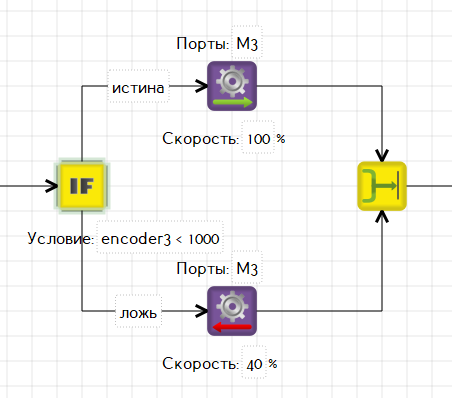 Порты: M3
истина
Скорость: 100 %
IF
Условие: encoder3 < 1000
Порты: M3
ложь
Скорость: 40 %